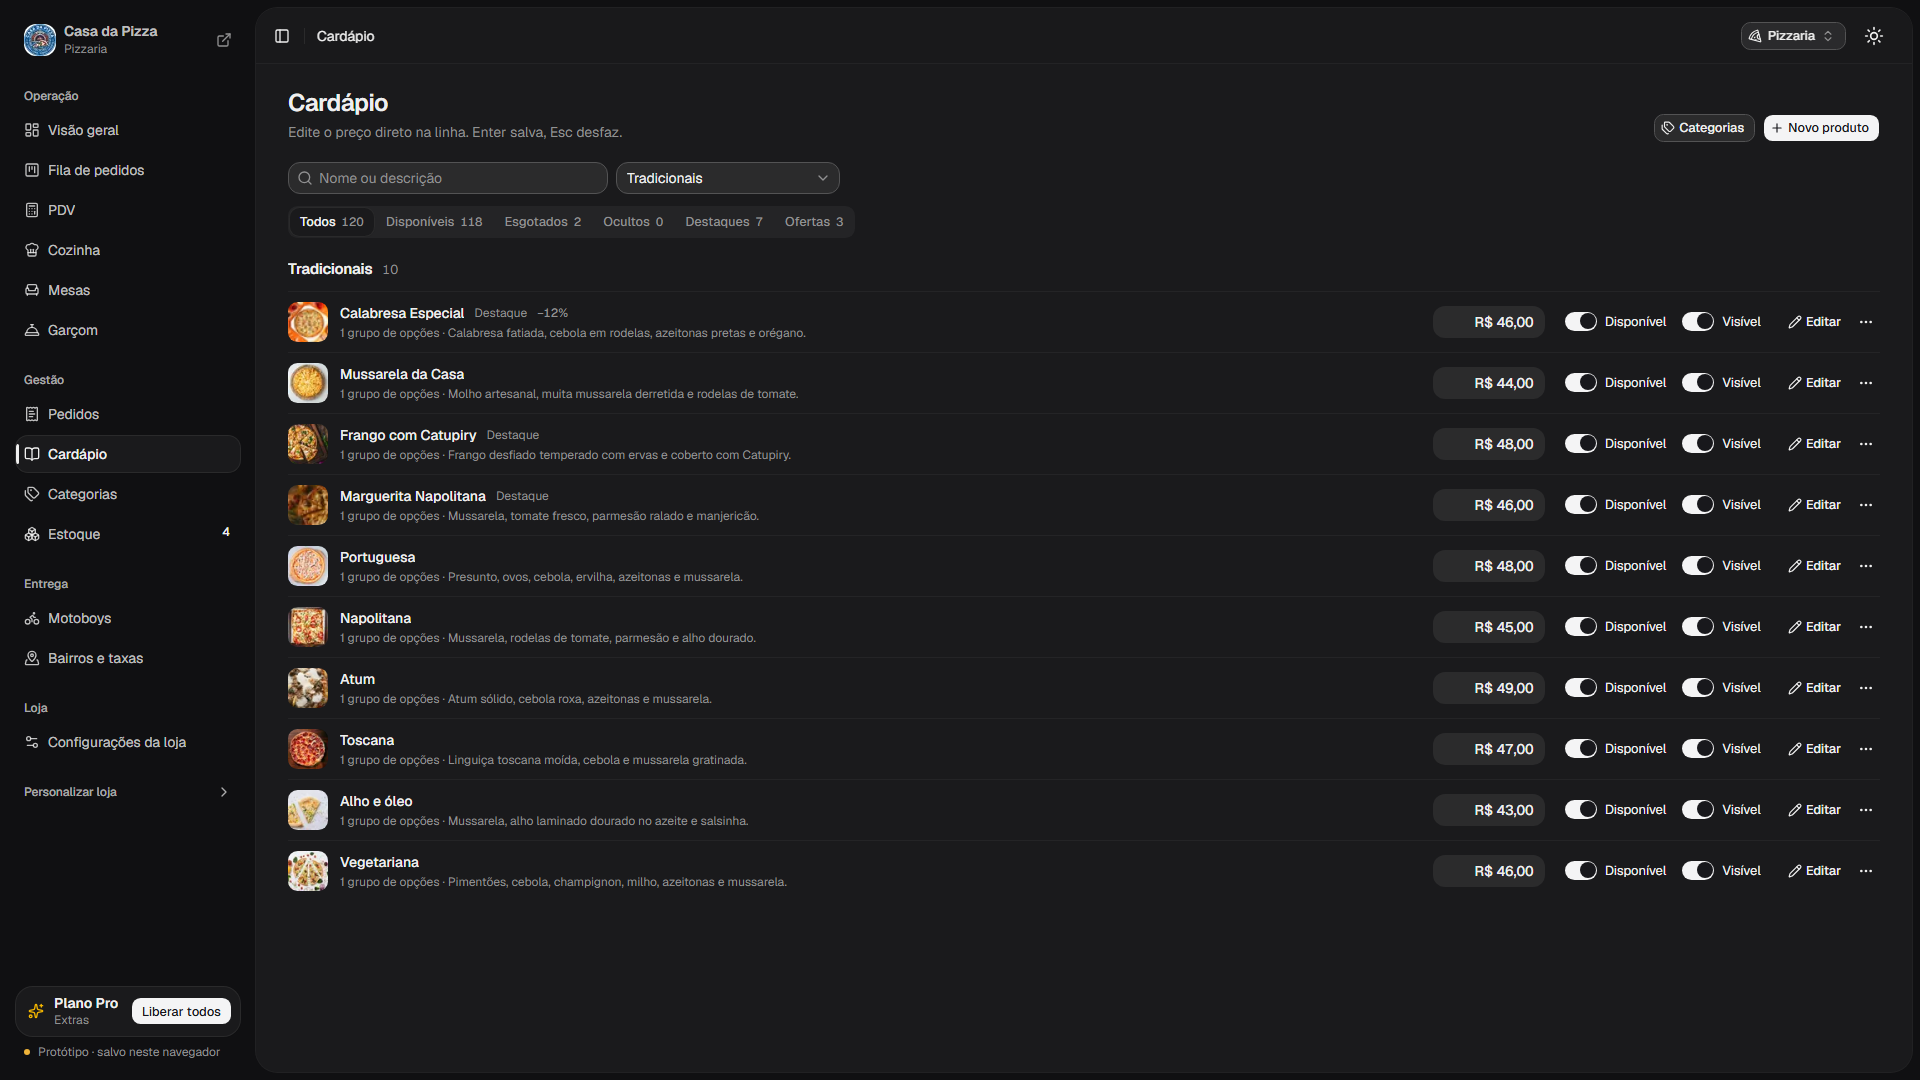 Casa da Pizza
Pizzaria
Operação
Visão geral
Fila de pedidos
PDV
Cozinha
Mesas
Garçom
Gestão
Pedidos
Cardápio
Categorias
Estoque 4
Entrega
Motoboys
Bairros e taxas
Loja
Configurações da loja
Personalizar loja
Plano Pro
Extras
Liberar todos
Protótipo · salvo neste navegador
Cardápio
Pizzaria
Cardápio
Edite o preço direto na linha. Enter salva, Esc desfaz.
Categorias
Novo produto
Nome ou descrição
Tradicionais
Todos 120 Disponíveis 118 Esgotados 2 Ocultos 0 Destaques 7 Ofertas 3
Tradicionais 10
Calabresa Especial Destaque −12%
1 grupo de opções · Calabresa fatiada, cebola em rodelas, azeitonas pretas e orégano.
R$ 46,00 Disponível Visível Editar
Mussarela da Casa
1 grupo de opções · Molho artesanal, muita mussarela derretida e rodelas de tomate.
R$ 44,00 Disponível Visível Editar
Frango com Catupiry Destaque
1 grupo de opções · Frango desfiado temperado com ervas e coberto com Catupiry.
R$ 48,00 Disponível Visível Editar
Marguerita Napolitana Destaque
1 grupo de opções · Mussarela, tomate fresco, parmesão ralado e manjericão.
R$ 46,00 Disponível Visível Editar
Portuguesa
1 grupo de opções · Presunto, ovos, cebola, ervilha, azeitonas e mussarela.
R$ 48,00 Disponível Visível Editar
Napolitana
1 grupo de opções · Mussarela, rodelas de tomate, parmesão e alho dourado.
R$ 45,00 Disponível Visível Editar
Atum
1 grupo de opções · Atum sólido, cebola roxa, azeitonas e mussarela.
R$ 49,00 Disponível Visível Editar
Toscana
1 grupo de opções · Linguiça toscana moída, cebola e mussarela gratinada.
R$ 47,00 Disponível Visível Editar
Alho e óleo
1 grupo de opções · Mussarela, alho laminado dourado no azeite e salsinha.
R$ 43,00 Disponível Visível Editar
Vegetariana
1 grupo de opções · Pimentões, cebola, champignon, milho, azeitonas e mussarela.
R$ 46,00 Disponível Visível Editar